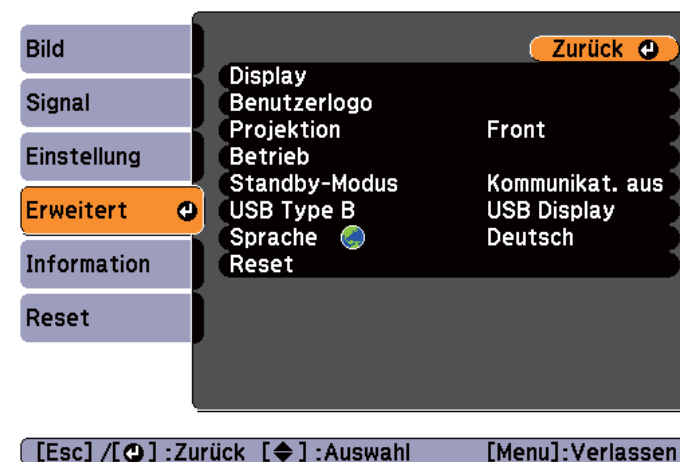 Bild
Signal
Einstellung
Erweitert
Information
Reset
Zurück
Display
Benutzerlogo
Projektion Front
Betrieb
Standby-Modus Kommunikat. aus
USB Type B USB Display
Sprache Deutsch
Reset
[Esc] /[ ] :Zurück [ ] :Auswahl [Menu]:Verlassen